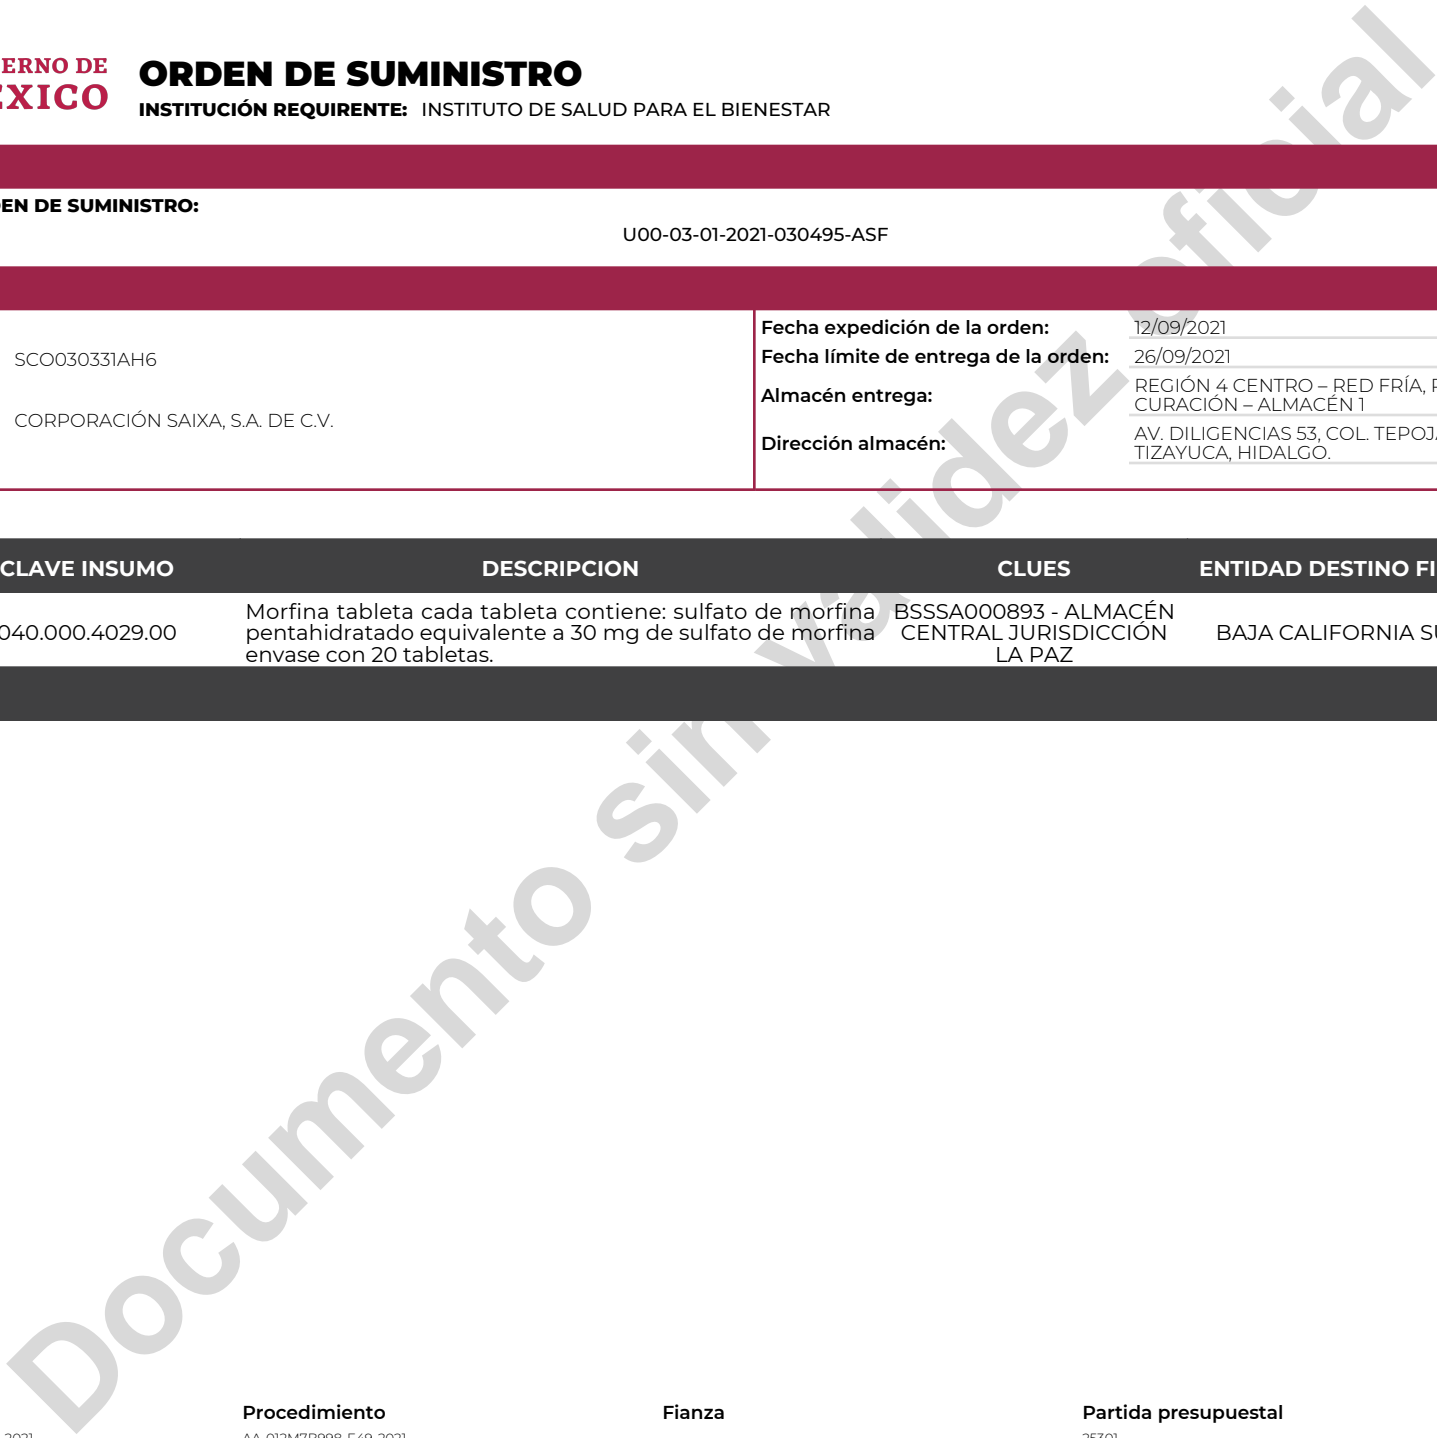 ERNO DE
ORDEN DE SUMINISTRO
INSTITUCIÓN REQUIRENTE: INSTITUTO DE SALUD PARA EL BIENESTAR
DE SUMINISTRO:
U00-03-01-2021-030495-ASF
Fecha expedición de la orden: 12/09/2021
SCO030331AH6
Fecha límite de entrega de la orden: 26/09/2021
Almacén entrega: REGIÓN 4 CENTRO – RED FRÍA,
CURACIÓN – ALMACÉN 1
CORPORACIÓN SAIXA, S.A. DE C.V.
Dirección almacén: AV. DILIGENCIAS 53, COL.
TIZAYUCA, HIDALGO.
CLAVE INSUMO DESCRIPCION CLUES ENTIDAD DESTINO
040.000.4029.00
Morfina tableta cada tableta contiene: sulfato de morfina
pentahidratado equivalente a 30 mg de sulfato de morfina
envase con 20 tabletas.
BSSSA000893 - ALMACÉN
CENTRAL JURISDICCIÓN
LA PAZ
BAJA CALIFORNIA
Documento sin validez oficial
Procedimiento Fianza Partida presupuestal